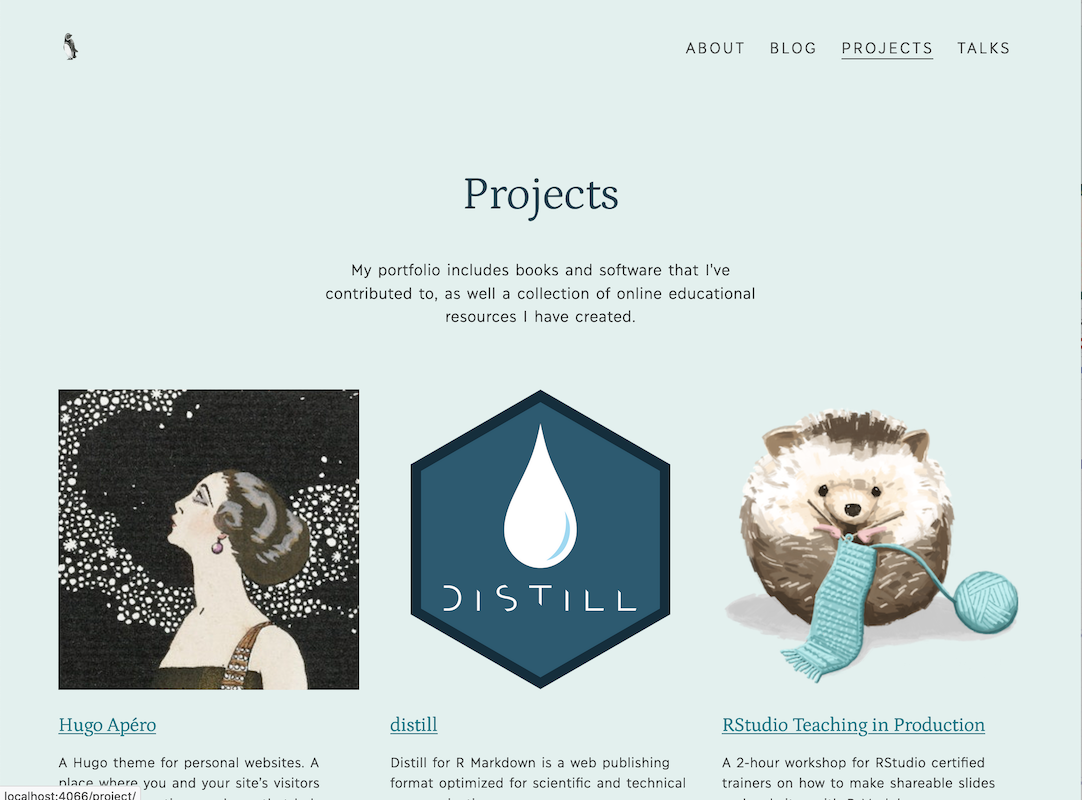 ABOUT BLOG PROJECTS TALKS
Projects
My portfolio includes books and software that I've
contributed to, as well a collection of online educational
resources I have created.
DISTILL
Hugo Apéro
A Hugo theme for personal websites. A
place where you and your site's visitors
distill
Distill for R Markdown is a web publishing
format optimized for scientific and technical
RStudio Teaching in Production
A 2-hour workshop for RStudio certified
trainers on how to make shareable slides
localhost:4066/project/